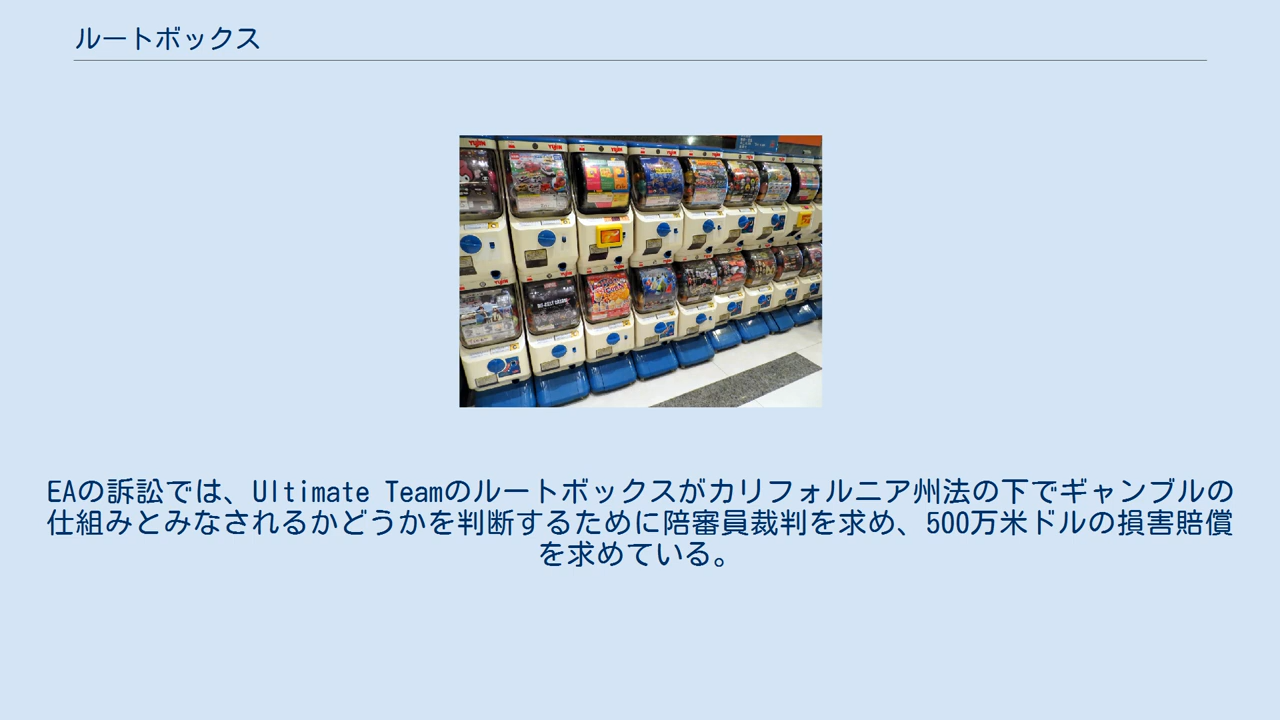 ルートボックス
EAの訴訟では、Ultimate Teamのルートボックスがカリフォルニア州法の下でギャンブルの
仕組みとみなされるかどうかを判断するために陪審員裁判を求め、500万米ドルの損害賠償
を求めている。